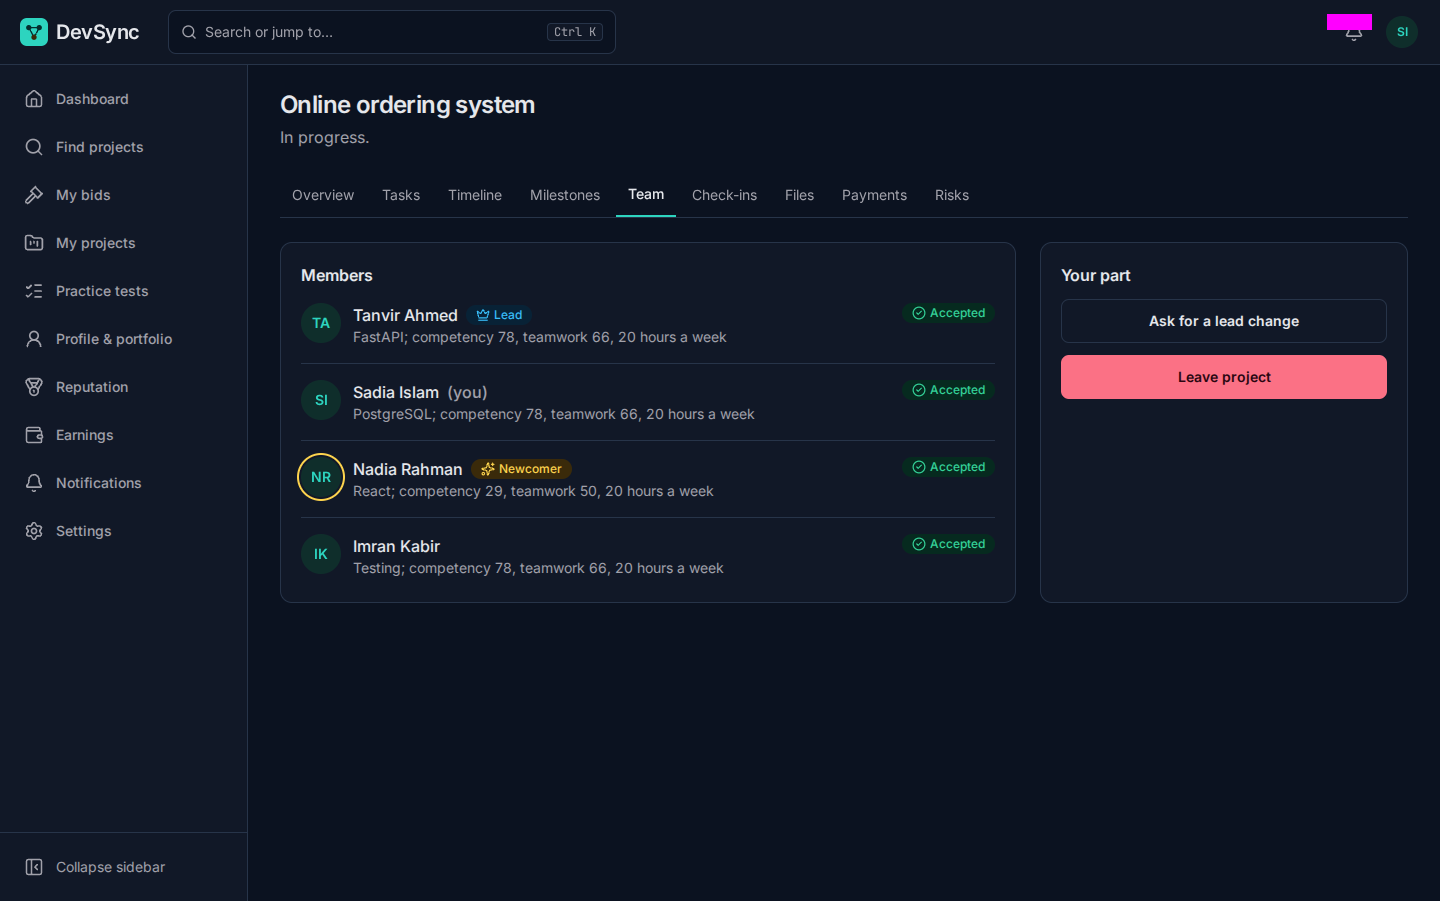 DevSync
Search or jump to...
Ctrl K
SI
Dashboard
Find projects
My bids
My projects
Practice tests
Profile & portfolio
Reputation
Earnings
Notifications
Settings
Collapse sidebar
Online ordering system
In progress.
Overview Tasks Timeline Milestones Team Check-ins Files Payments Risks
Members
TA
Tanvir Ahmed Lead
Accepted
FastAPI; competency 78, teamwork 66, 20 hours a week
SI
Sadia Islam (you)
Accepted
PostgreSQL; competency 78, teamwork 66, 20 hours a week
NR
Nadia Rahman Newcomer
Accepted
React; competency 29, teamwork 50, 20 hours a week
IK
Imran Kabir
Accepted
Testing; competency 78, teamwork 66, 20 hours a week
Your part
Ask for a lead change
Leave project